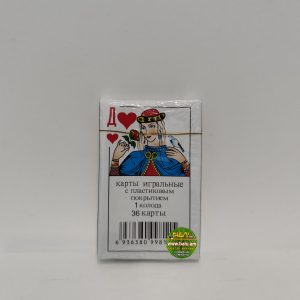 Д
карты игральные
с пластиковым
покрытием
1 колода
36 карты